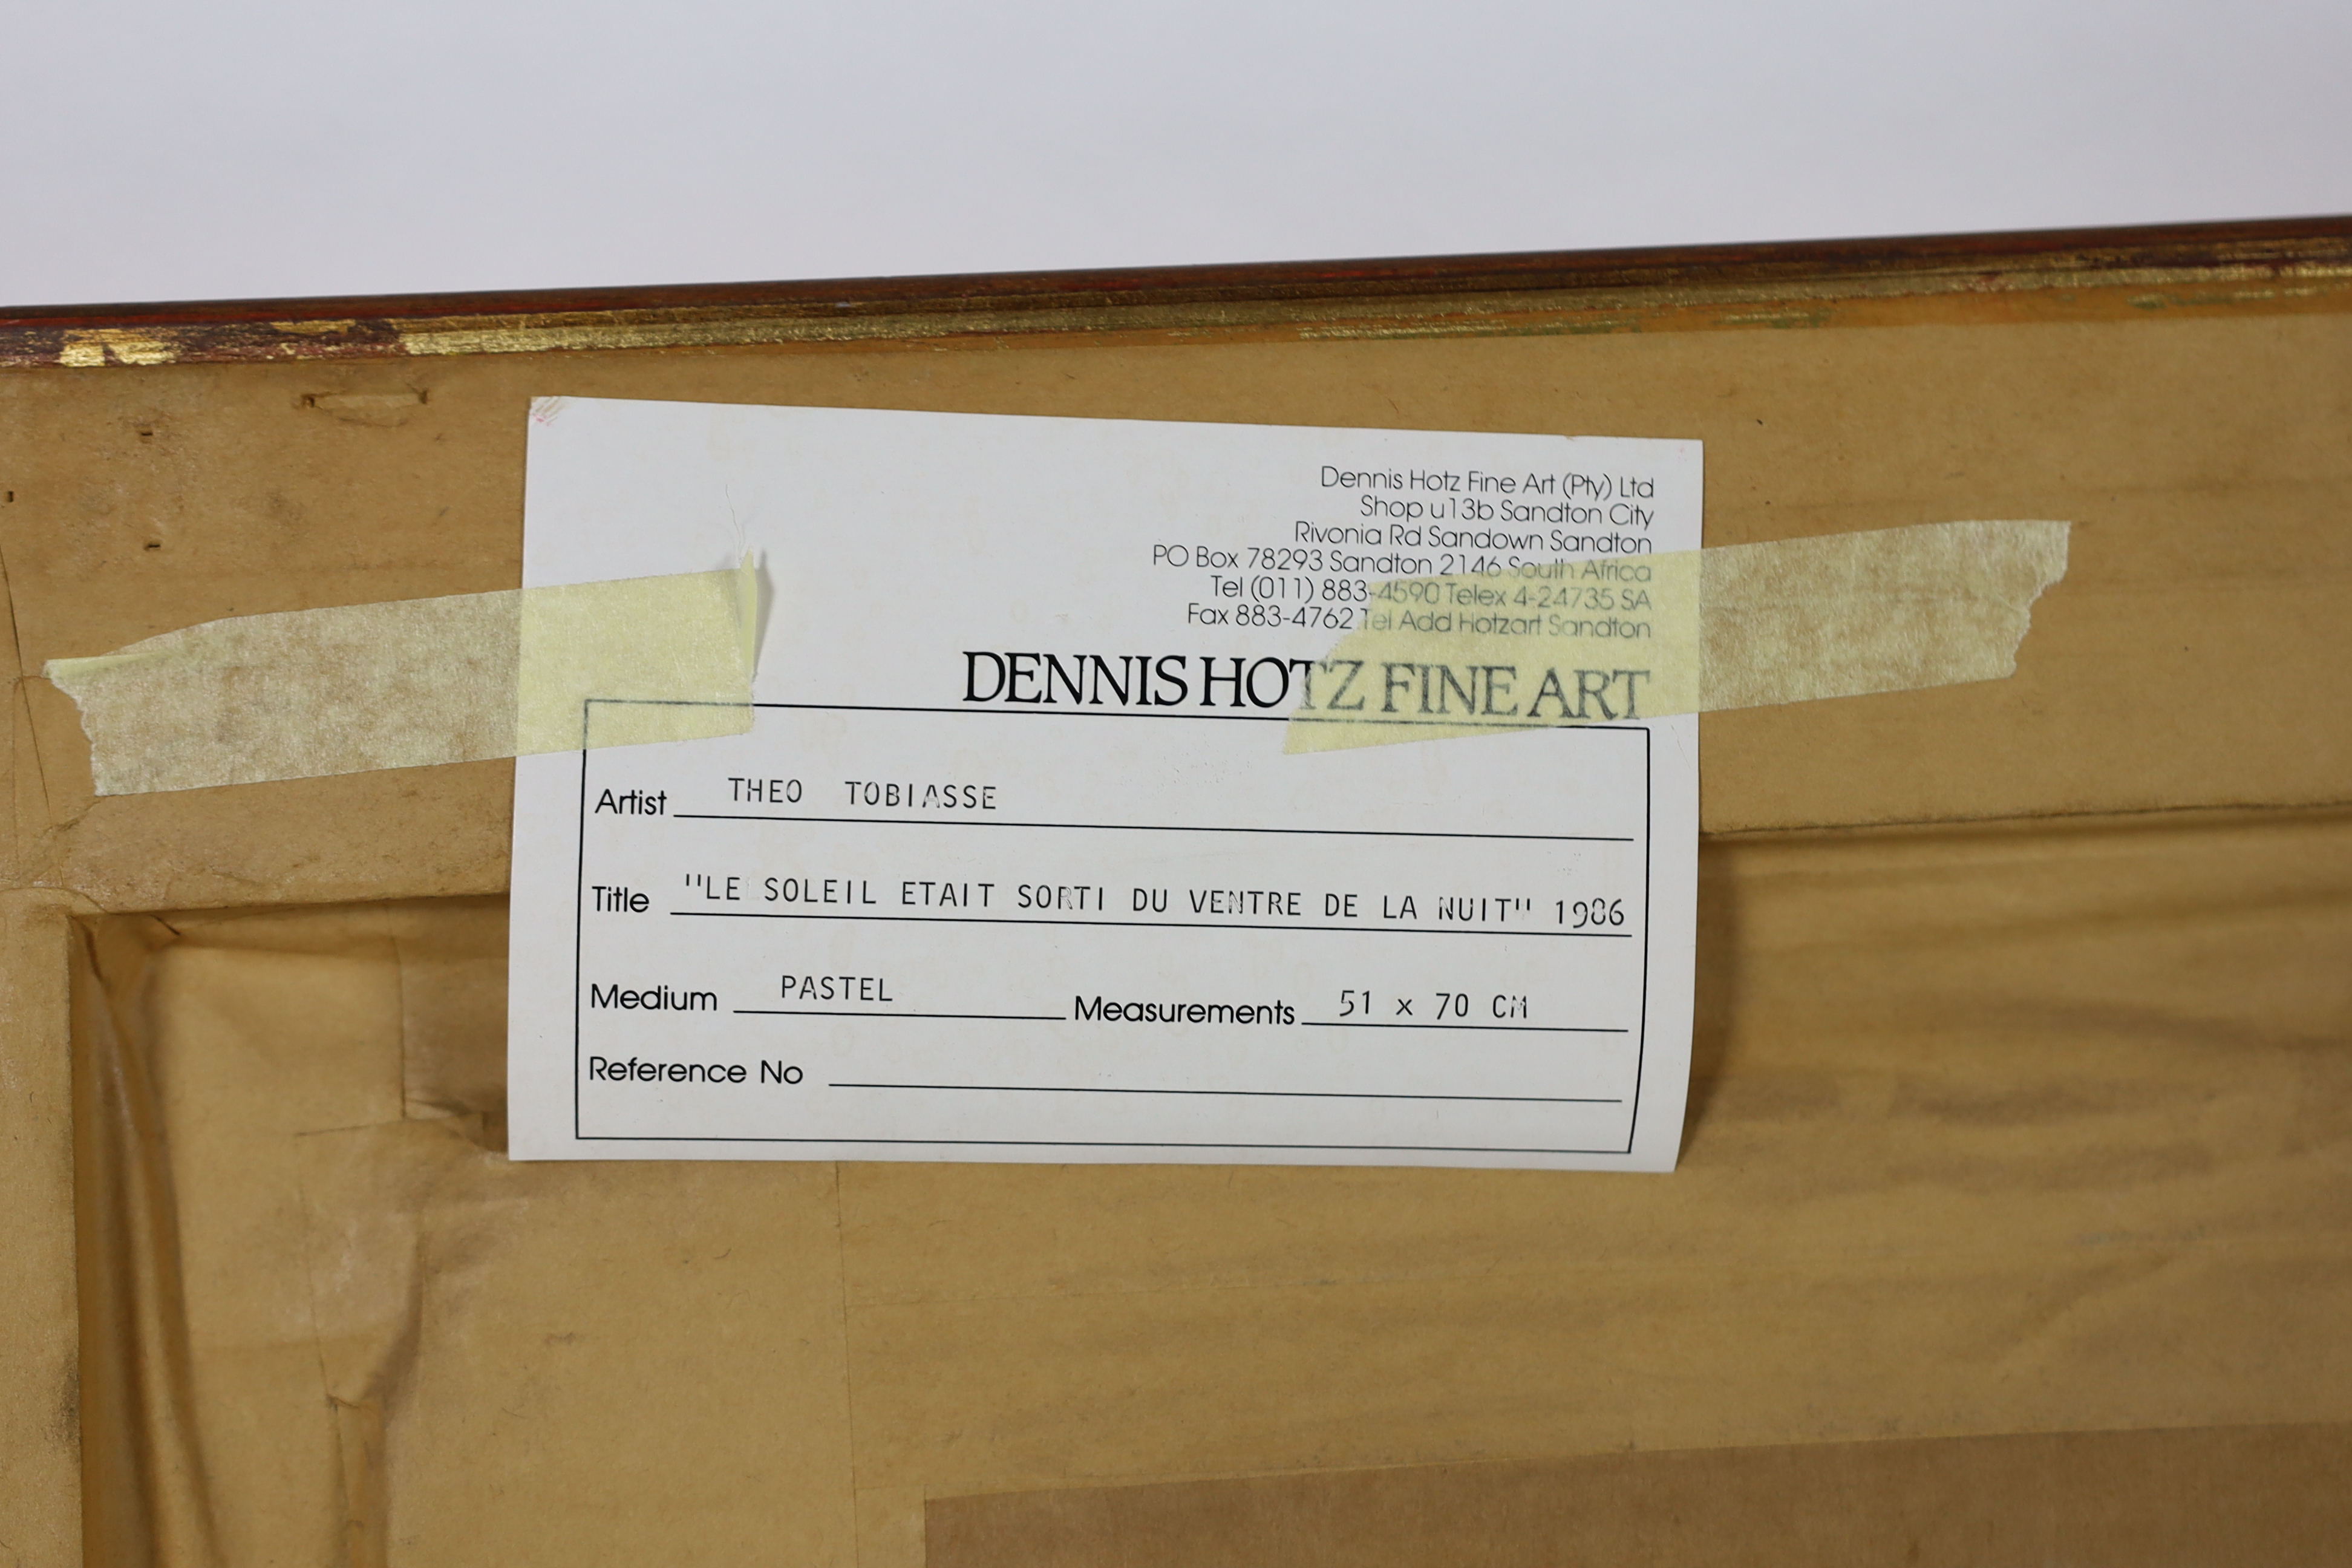 Dennis Hotz Fine Art (Pty) Ltd
Shop u13b Sandton City
Rivonia Rd Sandown Sandton
PO Box 78293 Sandton 2146 South Africa
Tel (011) 883-4590 Telex 4-24735 SA
Fax 883-4762 Tel Add Hotzart Sandton
DENNIS HOTZ FINE ART
Artist THEO TOBIASSE
Title "LE SOLEIL ETAIT SORTI DU VENTRE DE LA NUIT" 1986
Medium PASTEL Measurements 51 x 70 CM
Reference No